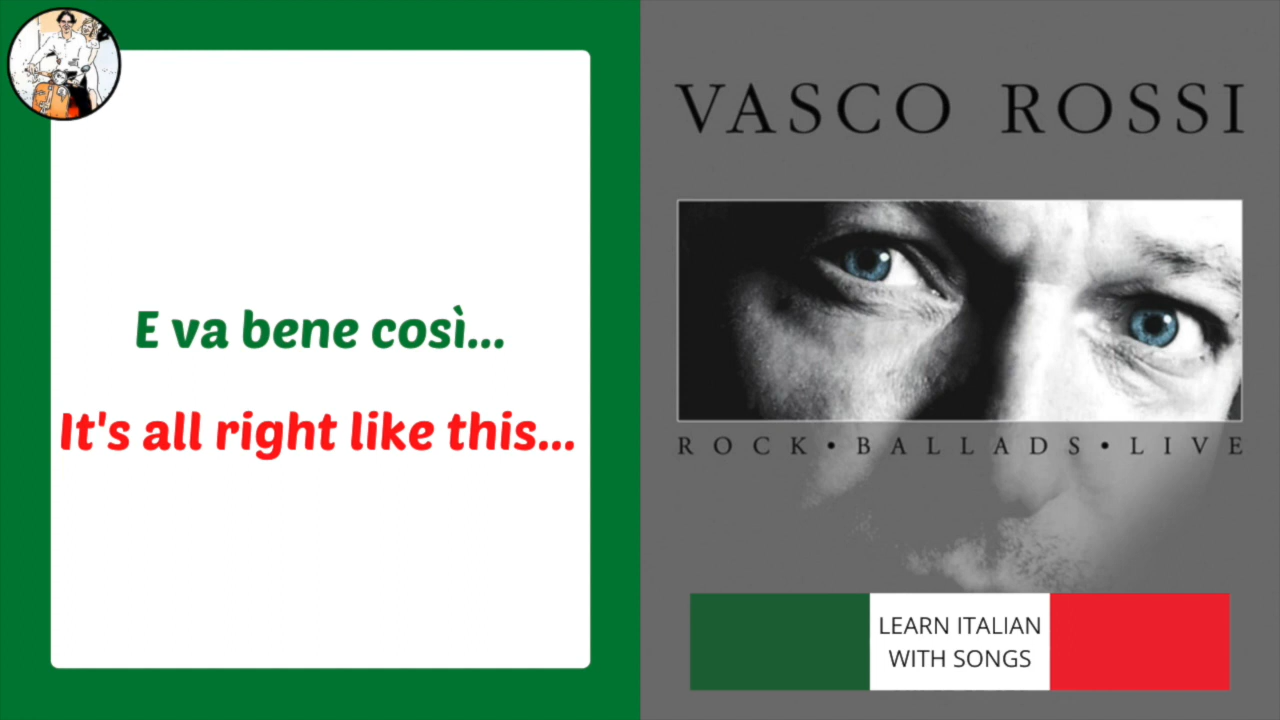 E va bene così...
It's all right like this...
VASCO ROSSI
ROCK•BALLADS•LIVE
LEARN ITALIAN
WITH SONGS